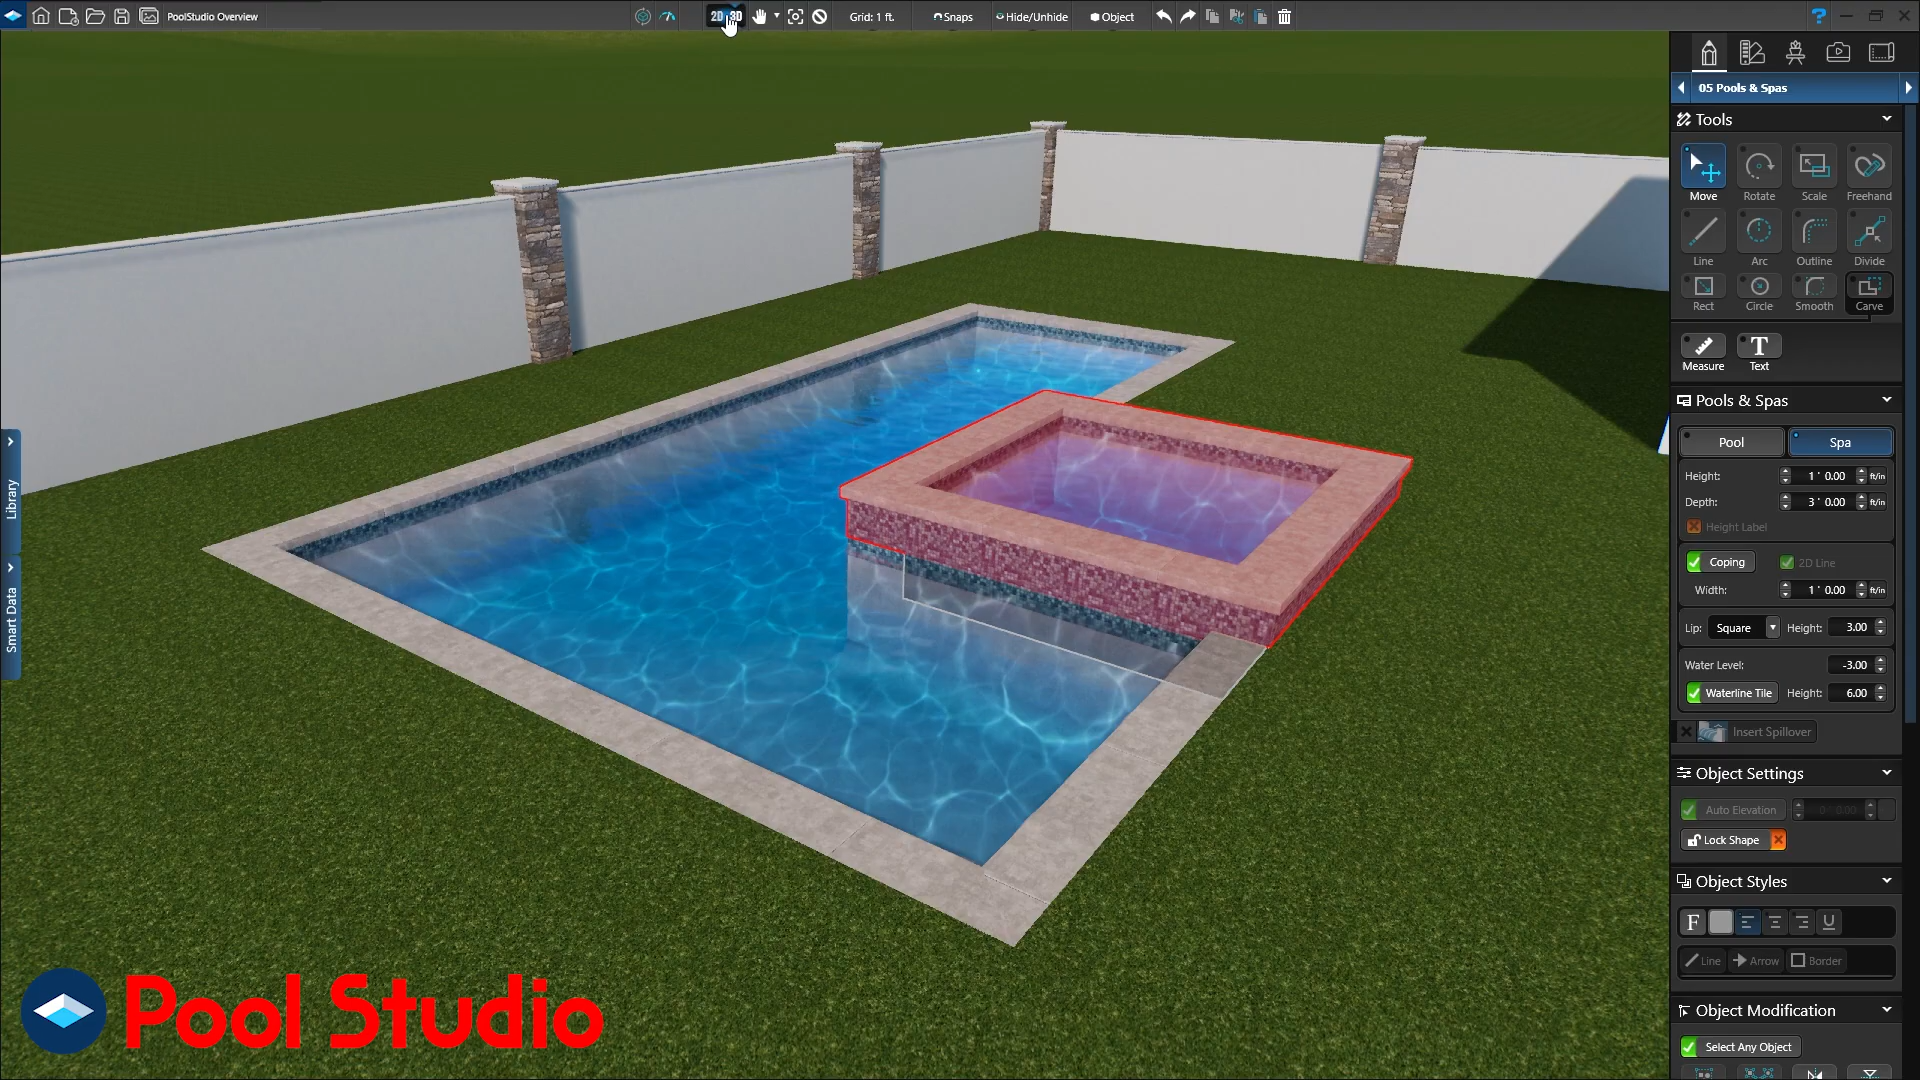 PoolStudio Overview
2D 3D
Grid: 1 ft.
Snaps
Hide/Unhide
Object
?
05 Pools & Spas
Tools
Move
Rotate
Scale
Freehand
Line
Arc
Outline
Divide
Rect
Circle
Smooth
Carve
Measure
T
Text
Pools & Spas
Pool
Spa
Height: 1 ' 0.00 ft/in
Depth: 3 ' 0.00 ft/in
Height Label
Coping
2D Line
Width: 1 ' 0.00 ft/in
Lip: Square Height: 3.00
Water Level: -3.00
Waterline Tile Height: 6.00
Insert Spillover
Object Settings
Auto Elevation
Lock Shape
Object Styles
F
U
Line
Arrow
Border
Object Modification
Select Any Object
Library
Smart Data
Pool Studio